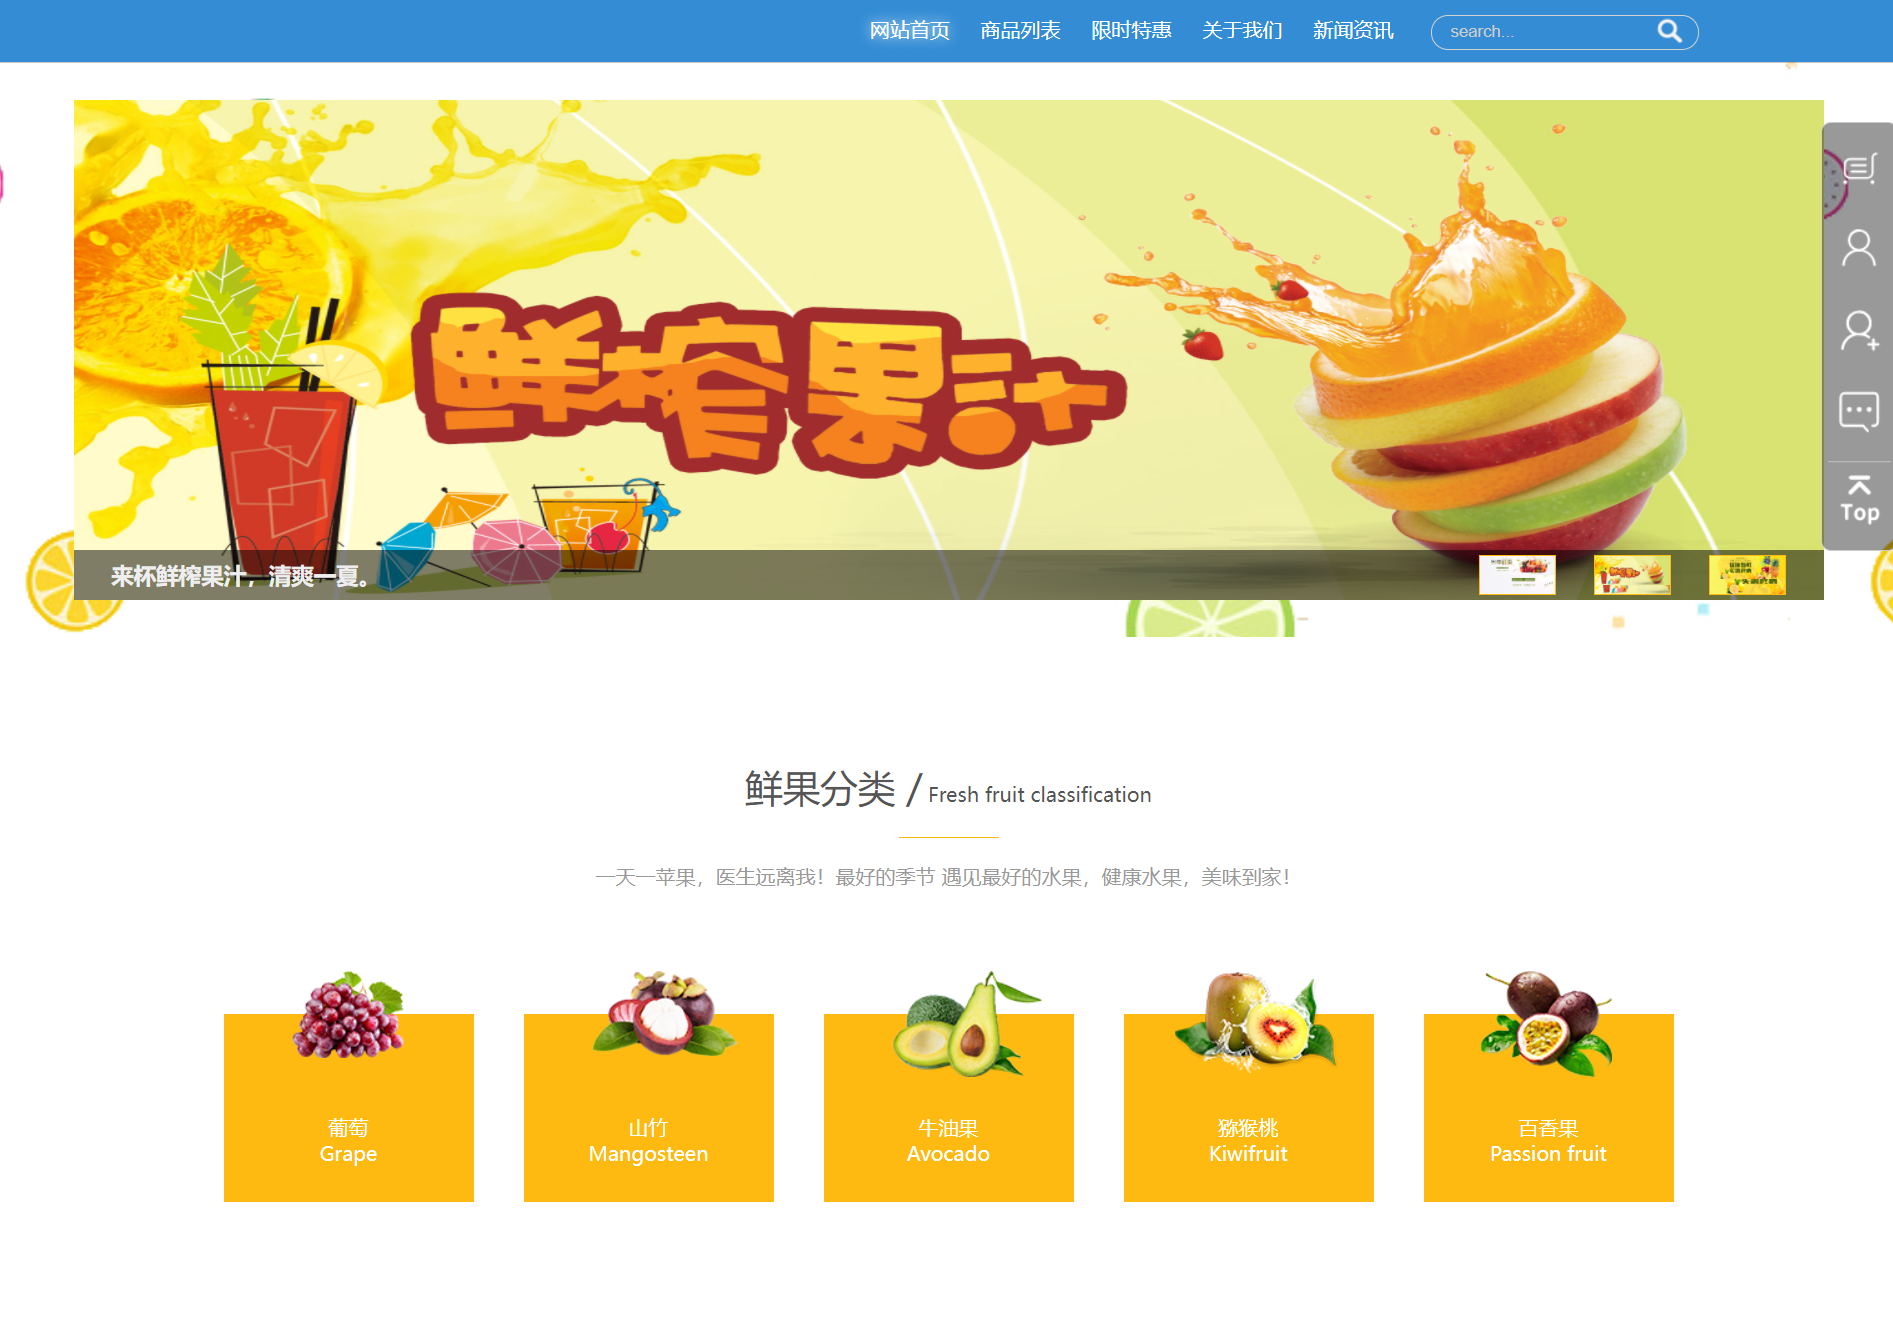 网站首页 商品列表 限时特惠 关于我们 新闻资讯 search...
鲜榨果汁
Top
来杯鲜榨果汁，清爽一夏。
鲜果分类 / Fresh fruit classification
一天一苹果，医生远离我！最好的季节 遇见最好的水果，健康水果，美味到家！
葡萄
Grape
山竹
Mangosteen
牛油果
Avocado
猕猴桃
Kiwifruit
百香果
Passion fruit